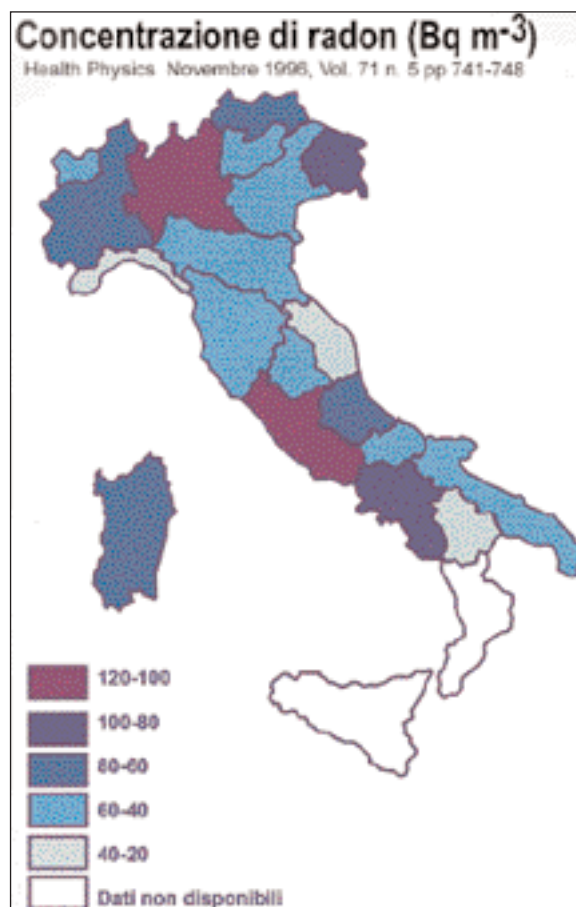 Concentrazione di radon (Bq m-3)
Health Physics Novembre 1996, Vol. 71 n. 5 pp 741-748
120-100
100-80
80-60
60-40
40-20
Dati non disponibili